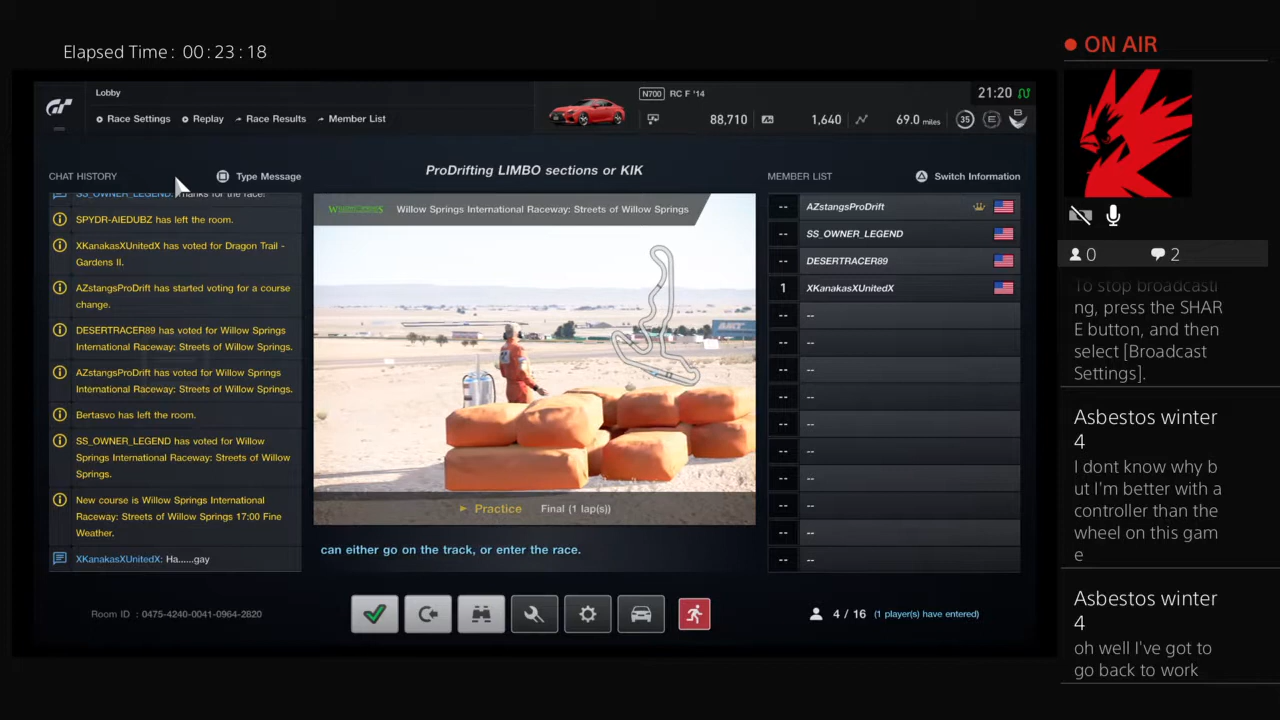 Elapsed Time: 00:23:18
ON AIR
Lobby
Race Settings Replay Race Results Member List
N700 RC F '14
21:20
88,710 1,640 69.0 miles 35 E B
CHAT HISTORY Type Message
SS_OWNER_LEGEND: Thanks for the race!
SPYDR-AIEDUBZ has left the room.
XKanakasXUnitedX has voted for Dragon Trail -
Gardens II.
AZstangsProDrift has started voting for a course
change.
DESERTRACER89 has voted for Willow Springs
International Raceway: Streets of Willow Springs.
AZstangsProDrift has voted for Willow Springs
International Raceway: Streets of Willow Springs.
Bertasvo has left the room.
SS_OWNER_LEGEND has voted for Willow
Springs International Raceway: Streets of Willow
Springs.
New course is Willow Springs International
Raceway: Streets of Willow Springs 17:00 Fine
Weather.
XKanakasXUnitedX: Ha......gay
ProDrifting LIMBO sections or KIK
Willow Springs International Raceway: Streets of Willow Springs
Practice Final (1 lap(s))
can either go on the track, or enter the race.
MEMBER LIST Switch Information
-- AZstangsProDrift
-- SS_OWNER_LEGEND
-- DESERTRACER89
1 XKanakasXUnitedX
-- --
-- --
-- --
-- --
-- --
-- --
-- --
-- --
-- --
-- --
Room ID : 0475-4240-0041-0964-2820
4 / 16 (1 player(s) have entered)
0 2
To stop broadcasti
ng, press the SHAR
E button, and then
select [Broadcast
Settings].
Asbestos winter
4
I dont know why b
ut I'm better with a
controller than the
wheel on this gam
e
Asbestos winter
4
oh well I've got to
go back to work